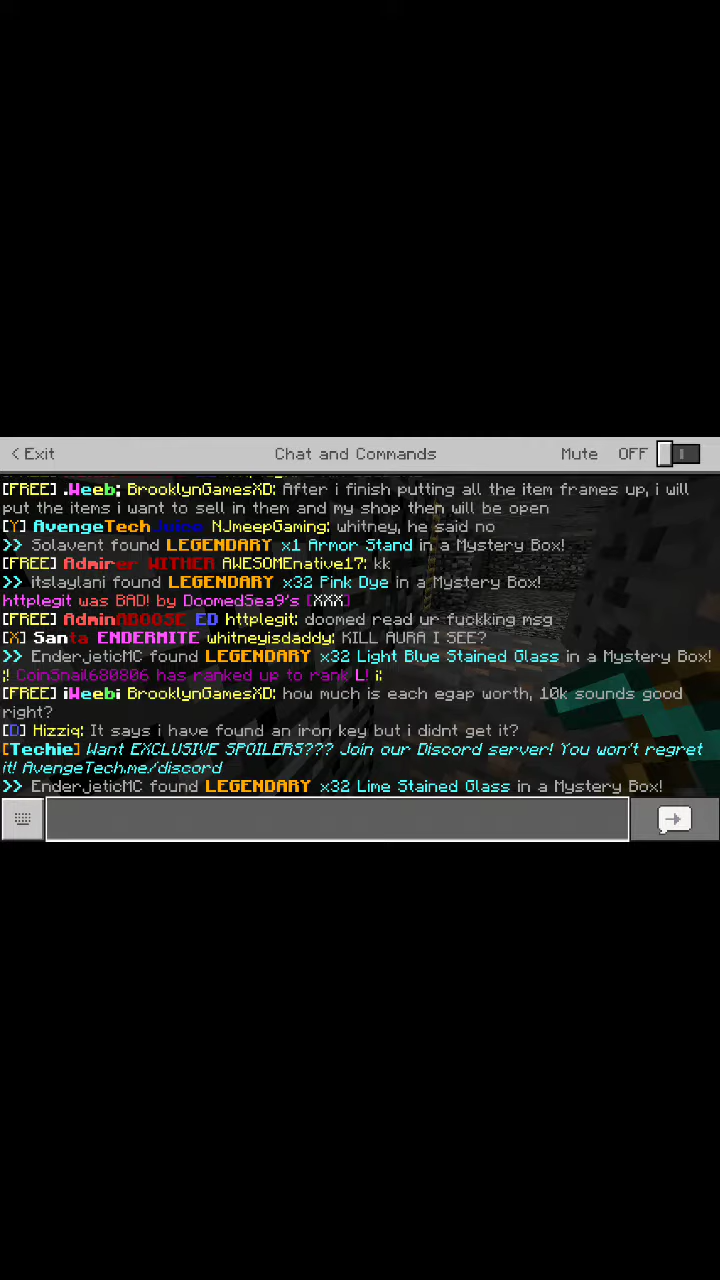 < Exit
Chat and Commands
Mute OFF
[FREE] .Weeb; BrooklynGamesXD: After i finish putting all the item frames up, i will
put the items i want to sell in them and my shop then will be open
[Y] AvengeTech Juice NJmeepGaming: whitney, he said no
>> Solavent found LEGENDARY x1 Armor Stand in a Mystery Box!
[FREE] Admirer WITHER AWESOMEnative17: kk
>> itslaylani found LEGENDARY x32 Pink Dye in a Mystery Box!
httplegit was BAD! by DoomedSea9's [XXX]
[FREE] AdminABOOSE ED httplegit: doomed read ur fuckking msg
[X] Santa ENDERMITE whitneyisdaddy: KILL AURA I SEE?
>> EnderjeticMC found LEGENDARY x32 Light Blue Stained Glass in a Mystery Box!
¡! CoinSnail680806 has ranked up to rank L! !¡
[FREE] iWeebi BrooklynGamesXD: how much is each egap worth, 10k sounds good
right?
[D] Hizziq: It says i have found an iron key but i didnt get it?
[Techie] Want EXCLUSIVE SPOILERS??? Join our Discord server! You won't regret
it! AvengeTech.me/discord
>> EnderjeticMC found LEGENDARY x32 Lime Stained Glass in a Mystery Box!